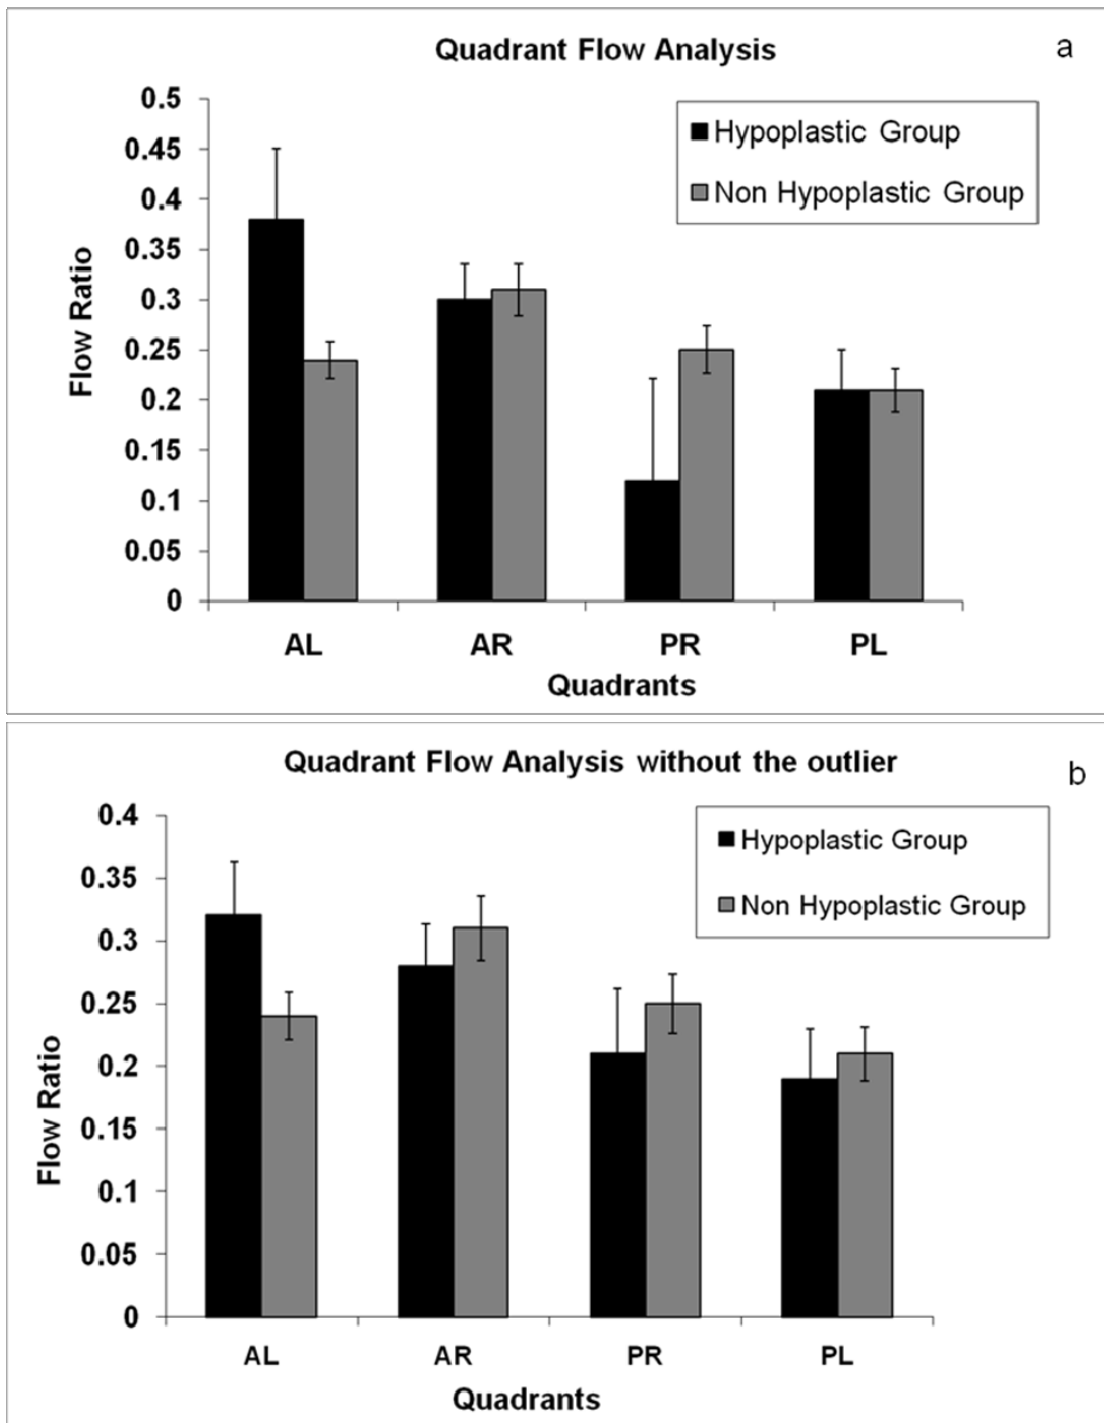 Quadrant Flow Analysis
a
0.5
0.45
0.4
0.35
0.3
0.25
0.2
0.15
0.1
0.05
0
Flow Ratio
Hypoplastic Group
Non Hypoplastic Group
AL AR PR PL
Quadrants
Quadrant Flow Analysis without the outlier
b
0.4
0.35
0.3
0.25
0.2
0.15
0.1
0.05
0
Flow Ratio
Hypoplastic Group
Non Hypoplastic Group
AL AR PR PL
Quadrants